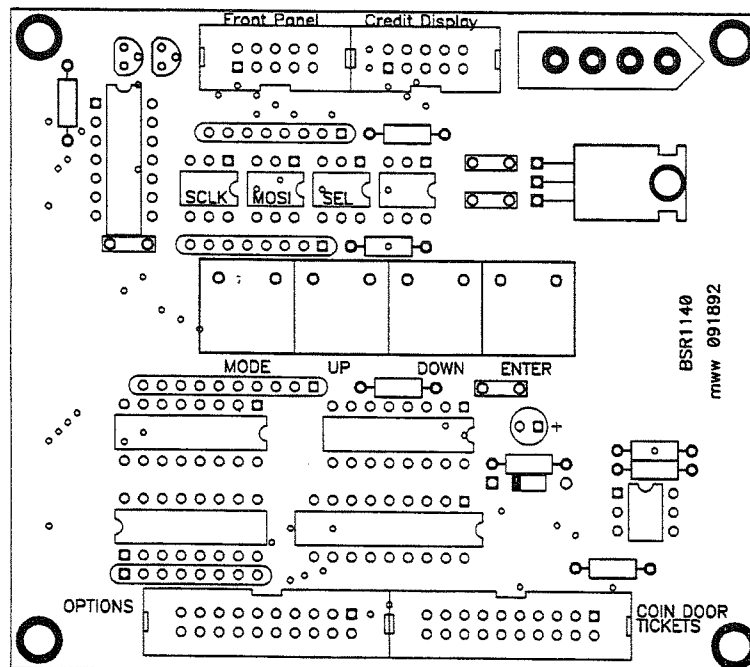 Front Panel Credit Display
SCLK MOSI SEL
MODE UP DOWN ENTER
+
BSR1140
mww 091892
OPTIONS
COIN DOOR
TICKETS